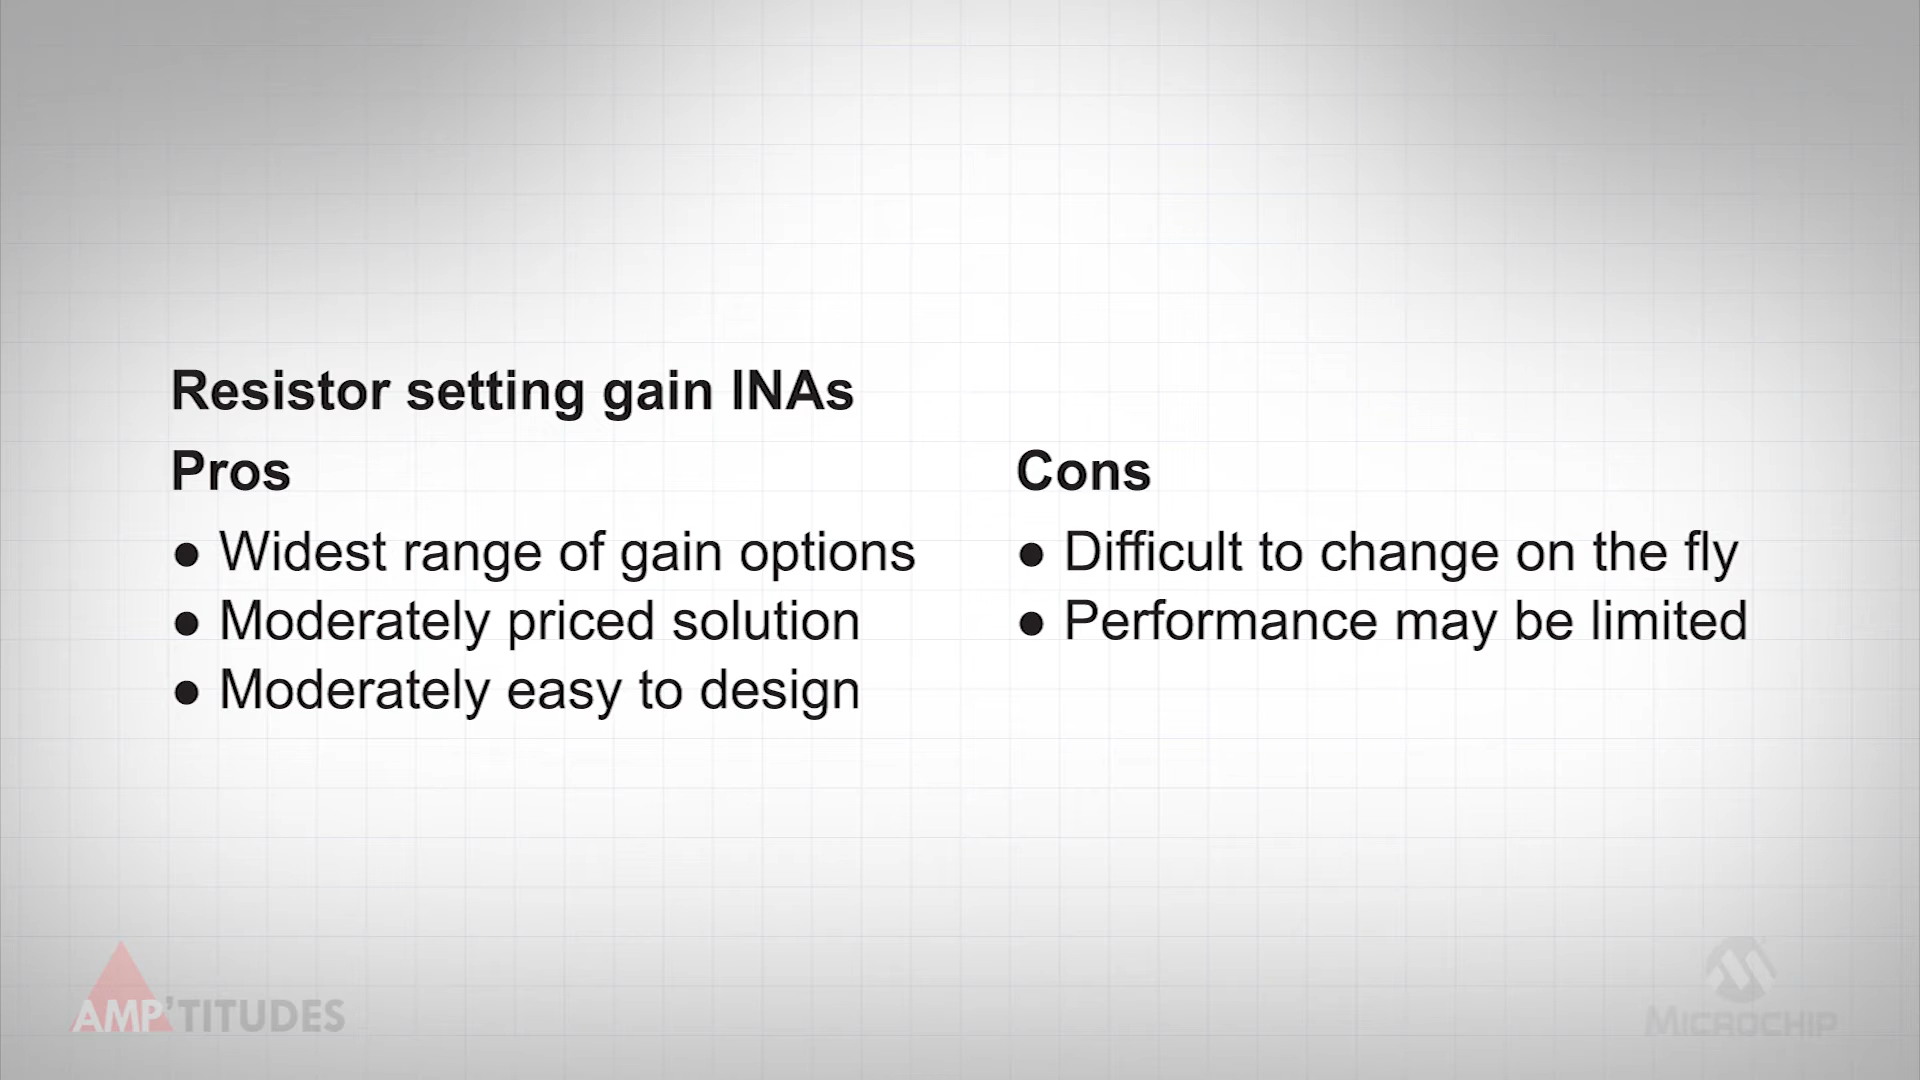 Resistor setting gain INAs
Pros
● Widest range of gain options
● Moderately priced solution
● Moderately easy to design
Cons
● Difficult to change on the fly
● Performance may be limited
AMP'TITUDES
MICROCHIP